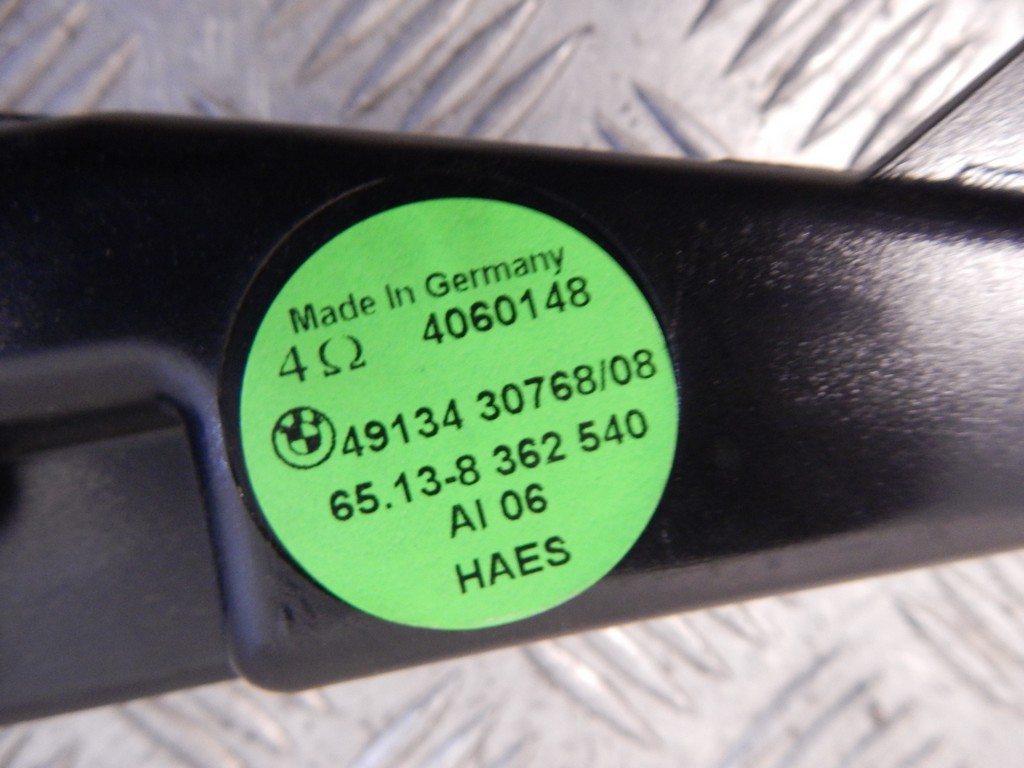 Made In Germany
4Ω 4060148
49134 30768/08
65.13-8 362 540
AI 06
HAES